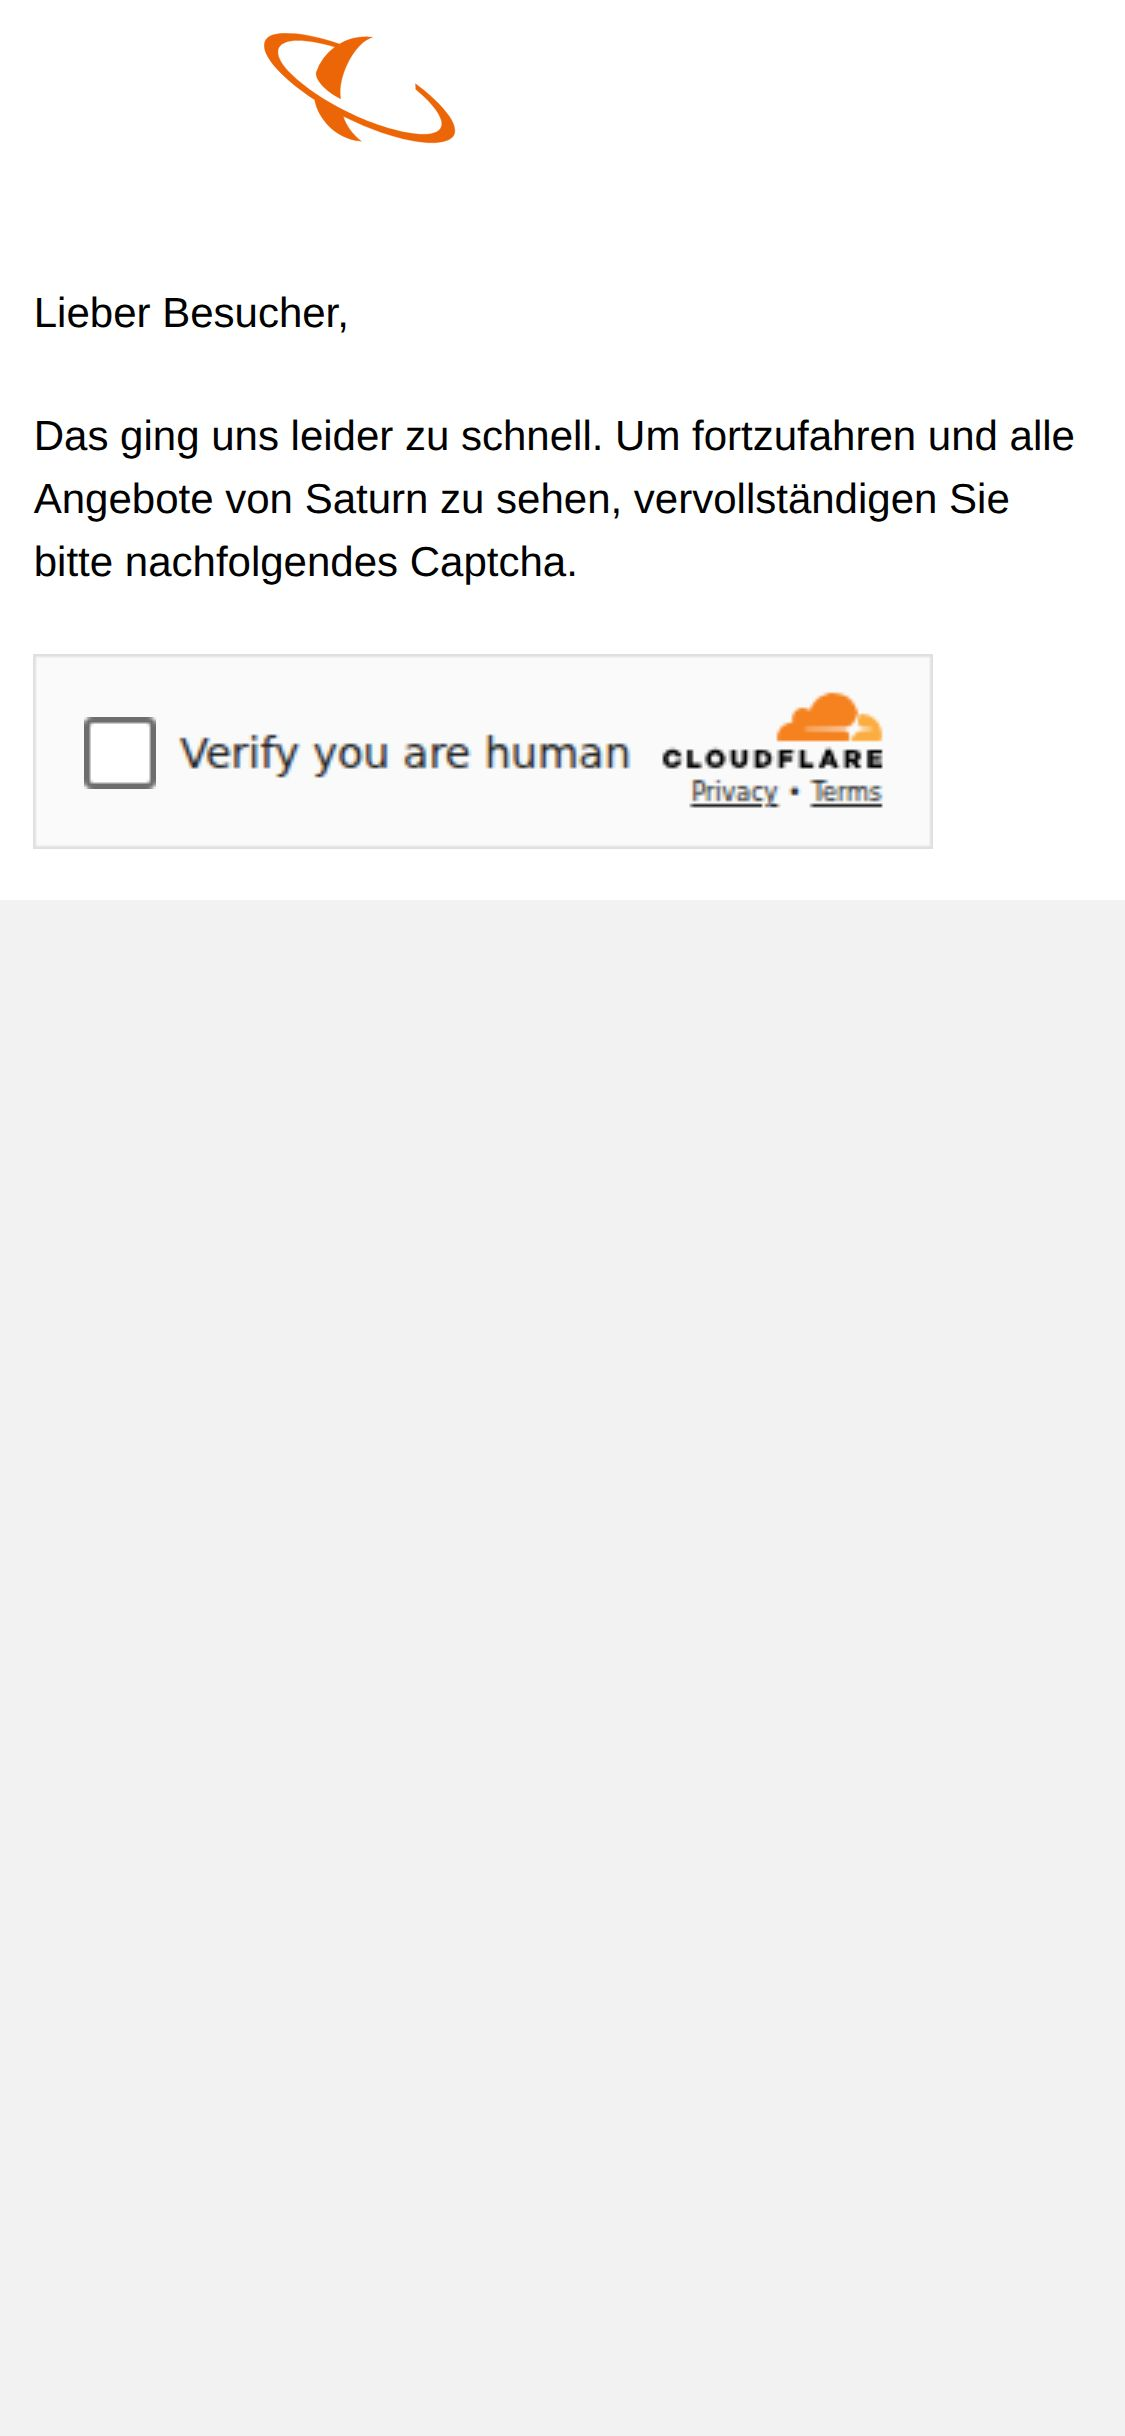 Lieber Besucher,
Das ging uns leider zu schnell. Um fortzufahren und alle
Angebote von Saturn zu sehen, vervollständigen Sie
bitte nachfolgendes Captcha.
Verify you are human
CLOUDFLARE
Privacy • Terms